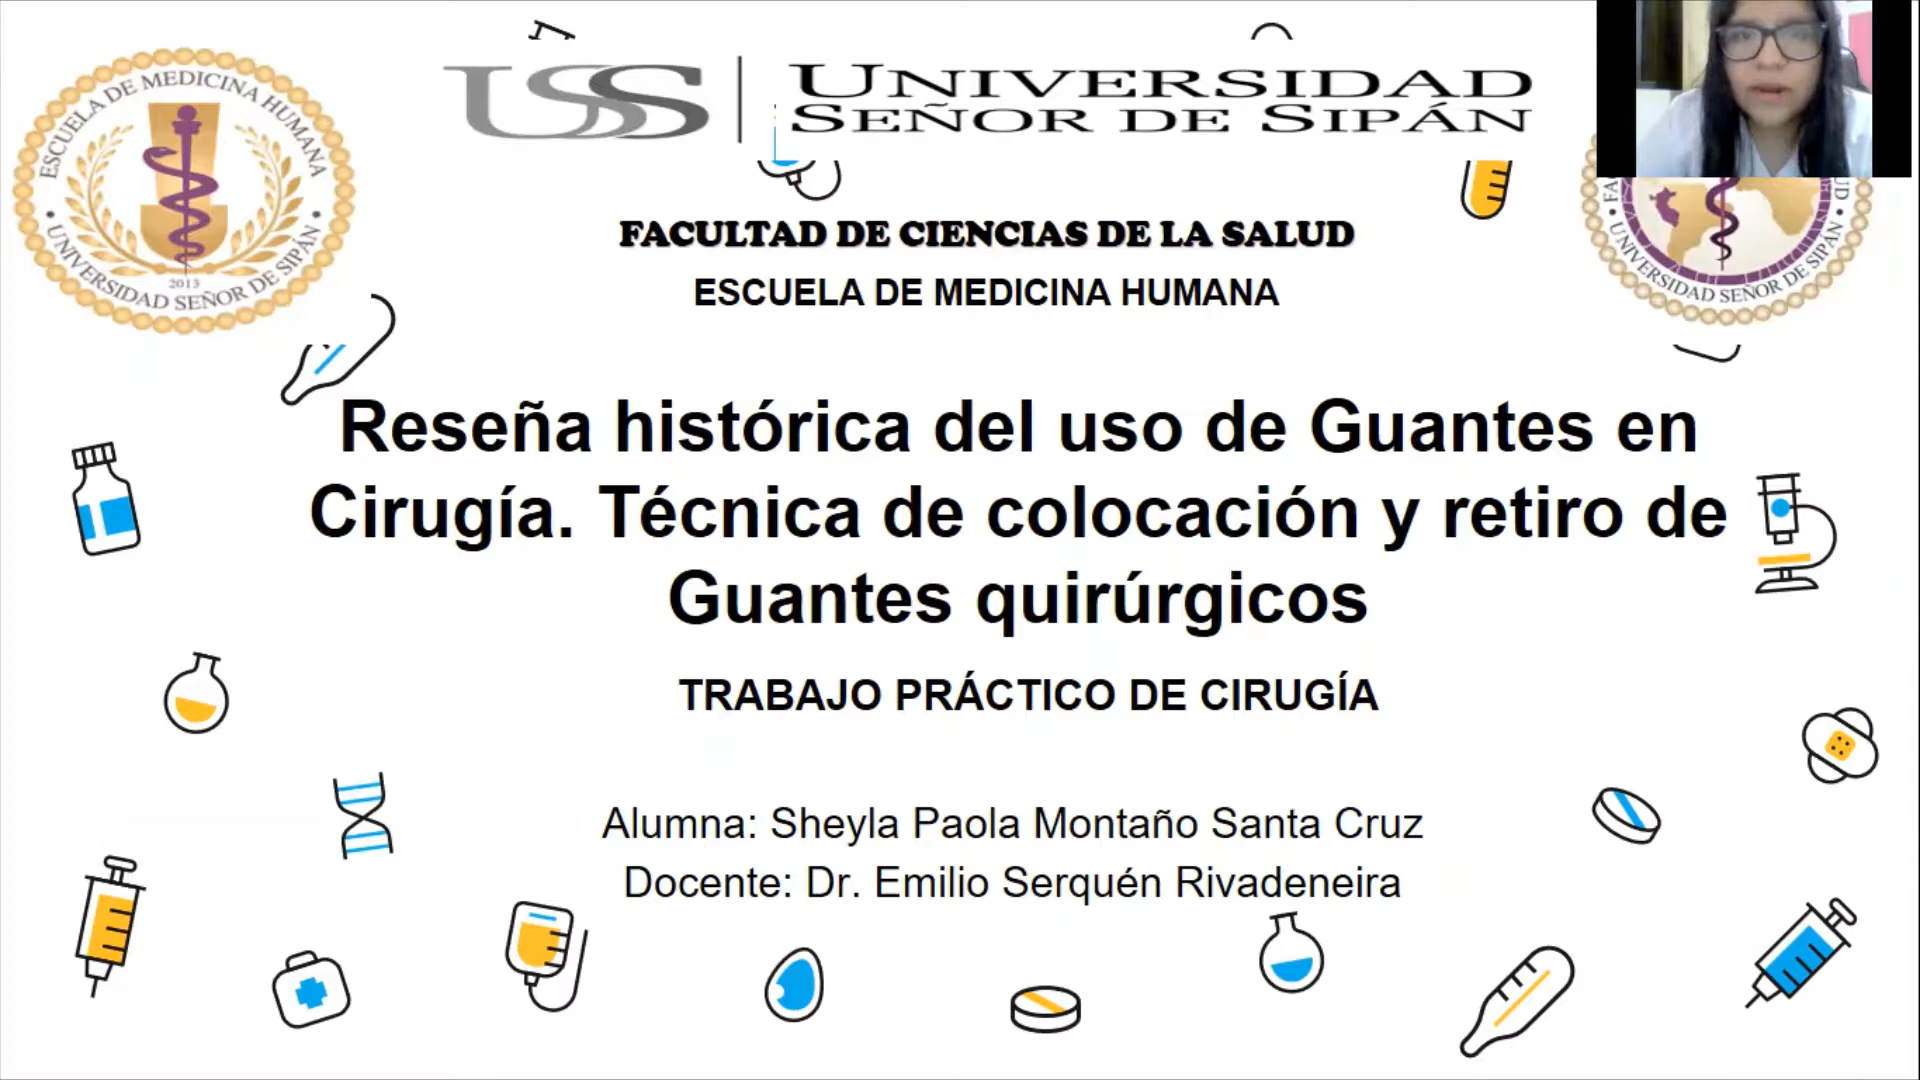 ESCUELA DE MEDICINA HUMANA
2013
UNIVERSIDAD SEÑOR DE SIPÁN
USS
UNIVERSIDAD
SEÑOR DE SIPÁN
UNIVERSIDAD SEÑOR DE SIPÁN
FACULTAD DE CIENCIAS DE LA SALUD
ESCUELA DE MEDICINA HUMANA
Reseña histórica del uso de Guantes en
Cirugía. Técnica de colocación y retiro de
Guantes quirúrgicos
TRABAJO PRÁCTICO DE CIRUGÍA
Alumna: Sheyla Paola Montaño Santa Cruz
Docente: Dr. Emilio Serquén Rivadeneira